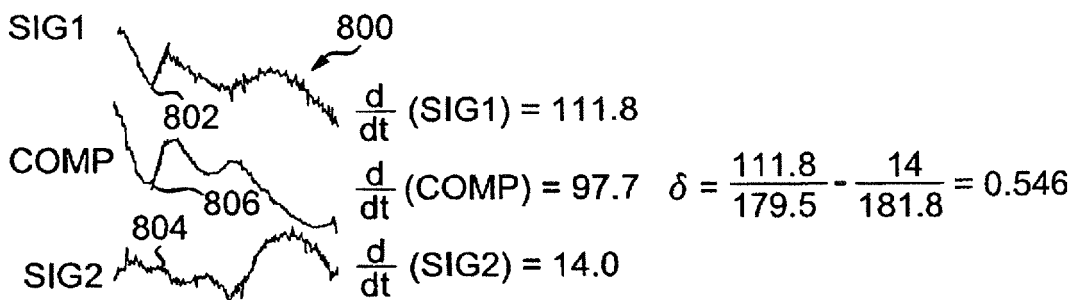 SIG1
800
802
d/dt (SIG1) = 111.8
COMP
806
d/dt (COMP) = 97.7
δ = 111.8/179.5 - 14/181.8 = 0.546
804
SIG2
d/dt (SIG2) = 14.0